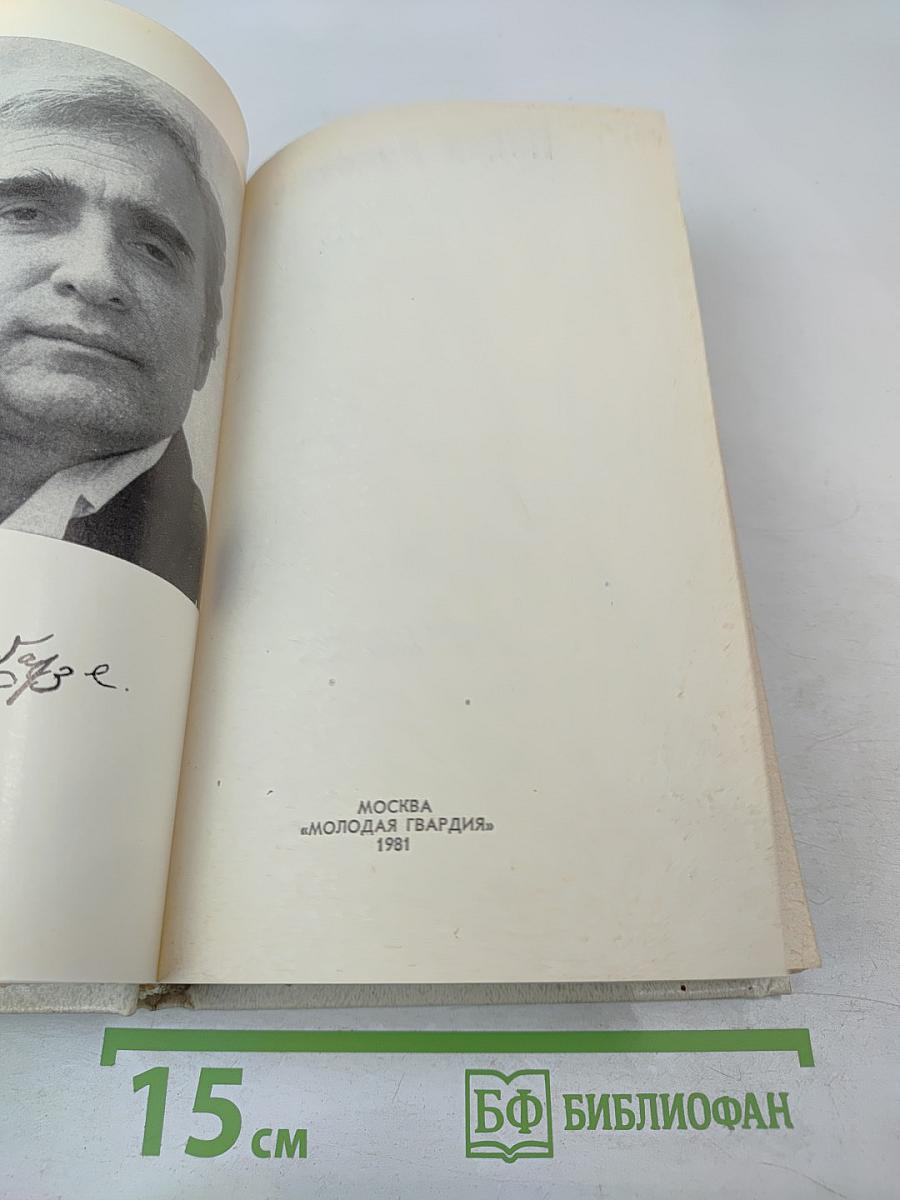 МОСКВА
«МОЛОДАЯ ГВАРДИЯ»
1981
15 см
БФ БИБЛИОФАН